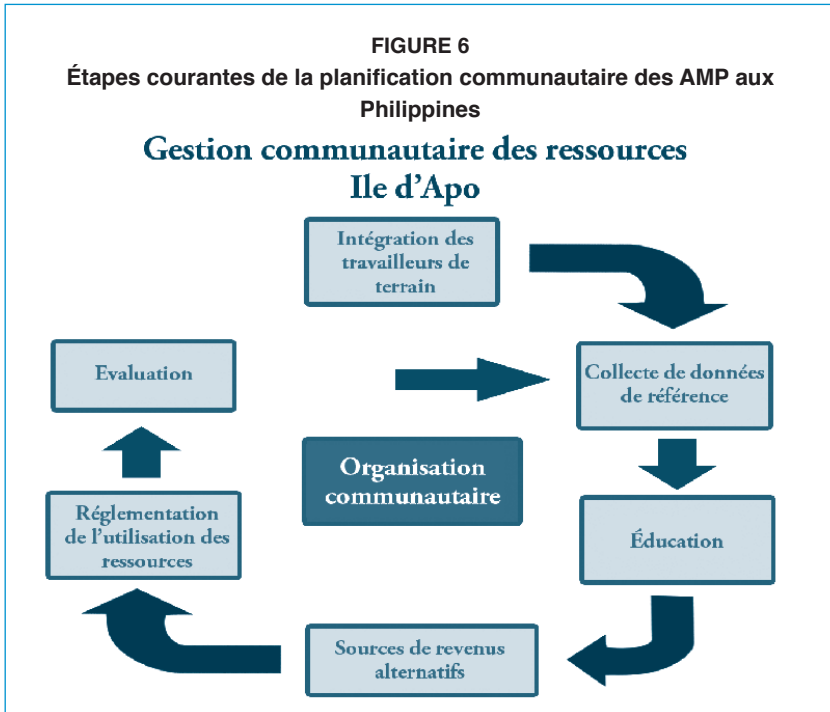 FIGURE 6
Étapes courantes de la planification communautaire des AMP aux
Philippines
Gestion communautaire des ressources
Ile d'Apo
Intégration des
travailleurs de
terrain
Collecte de données
de référence
Éducation
Sources de revenus
alternatifs
Réglementation
de l'utilisation des
ressources
Evaluation
Organisation
communautaire